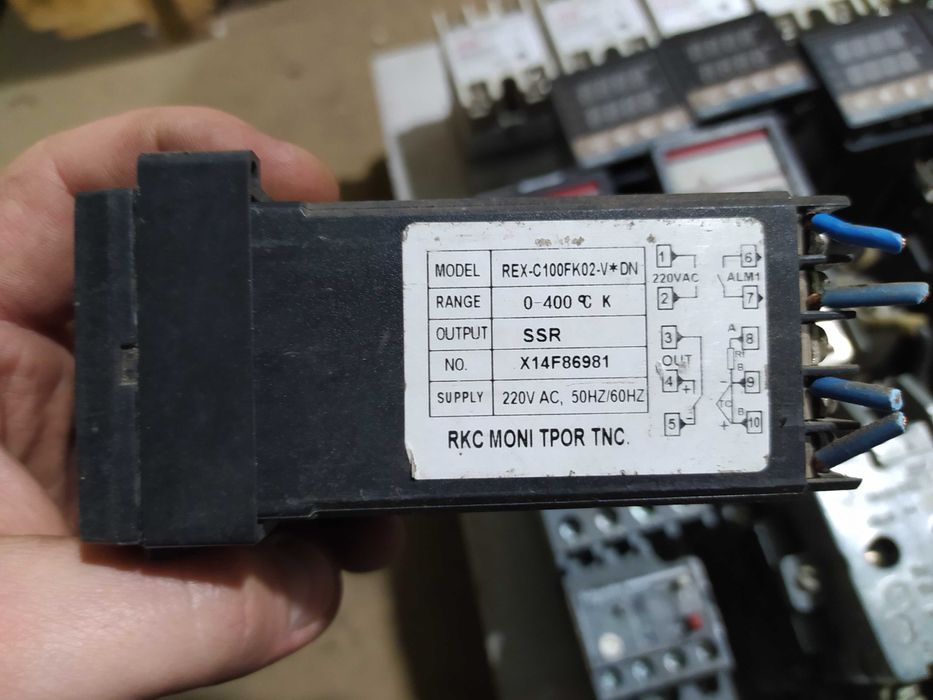 MODEL REX-C100FK02-V*DN
RANGE 0-400 ℃ K
OUTPUT SSR
NO. X14F86981
SUPPLY 220V AC, 50HZ/60HZ
RKC MONI TPOR TNC.
1 6
220VAC ALM1
2 7
3 A 8
OUT B
4 + - 9
TC B
5 - + 10